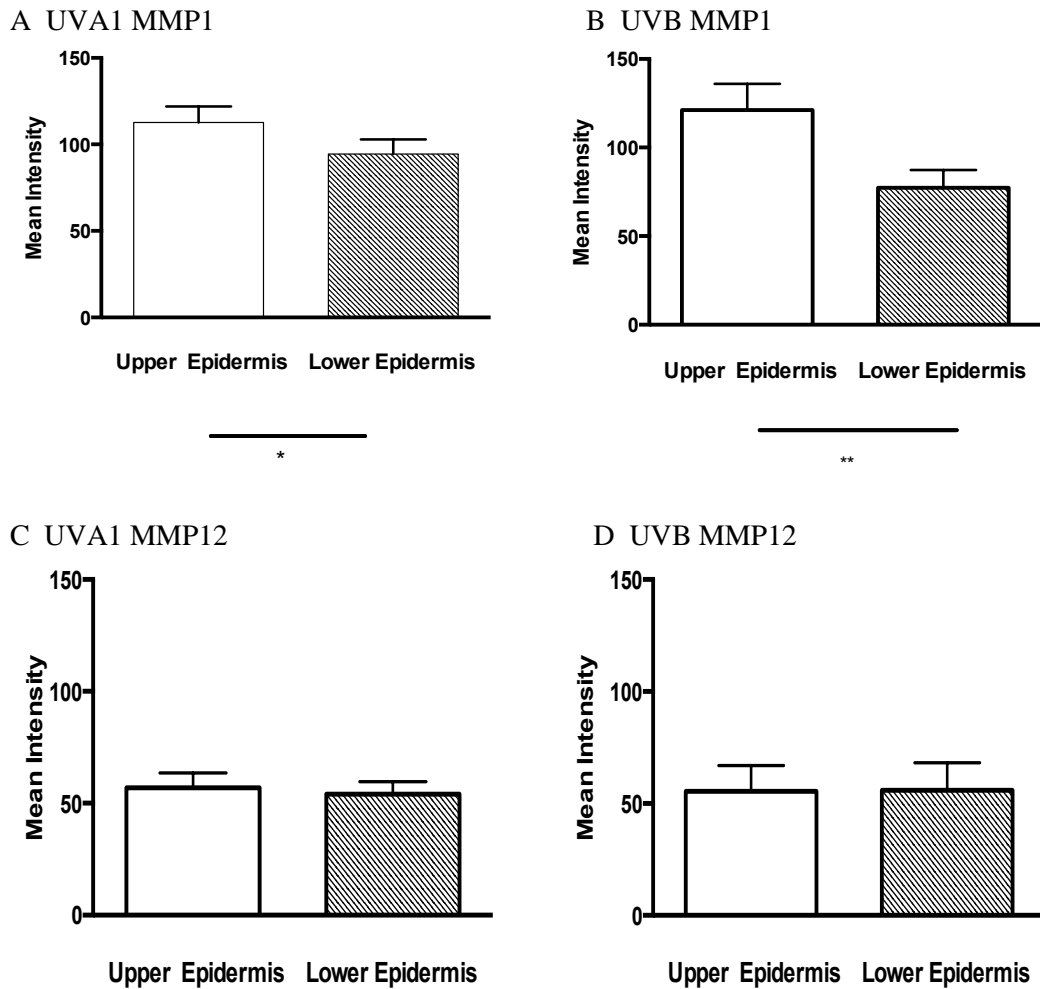 A UVA1 MMP1
150
100
50
0
Mean Intensity
Upper Epidermis Lower Epidermis
*
B UVB MMP1
150
100
50
0
Mean Intensity
Upper Epidermis Lower Epidermis
**
C UVA1 MMP12
150
100
50
0
Mean Intensity
Upper Epidermis Lower Epidermis
D UVB MMP12
150
100
50
0
Mean Intensity
Upper Epidermis Lower Epidermis